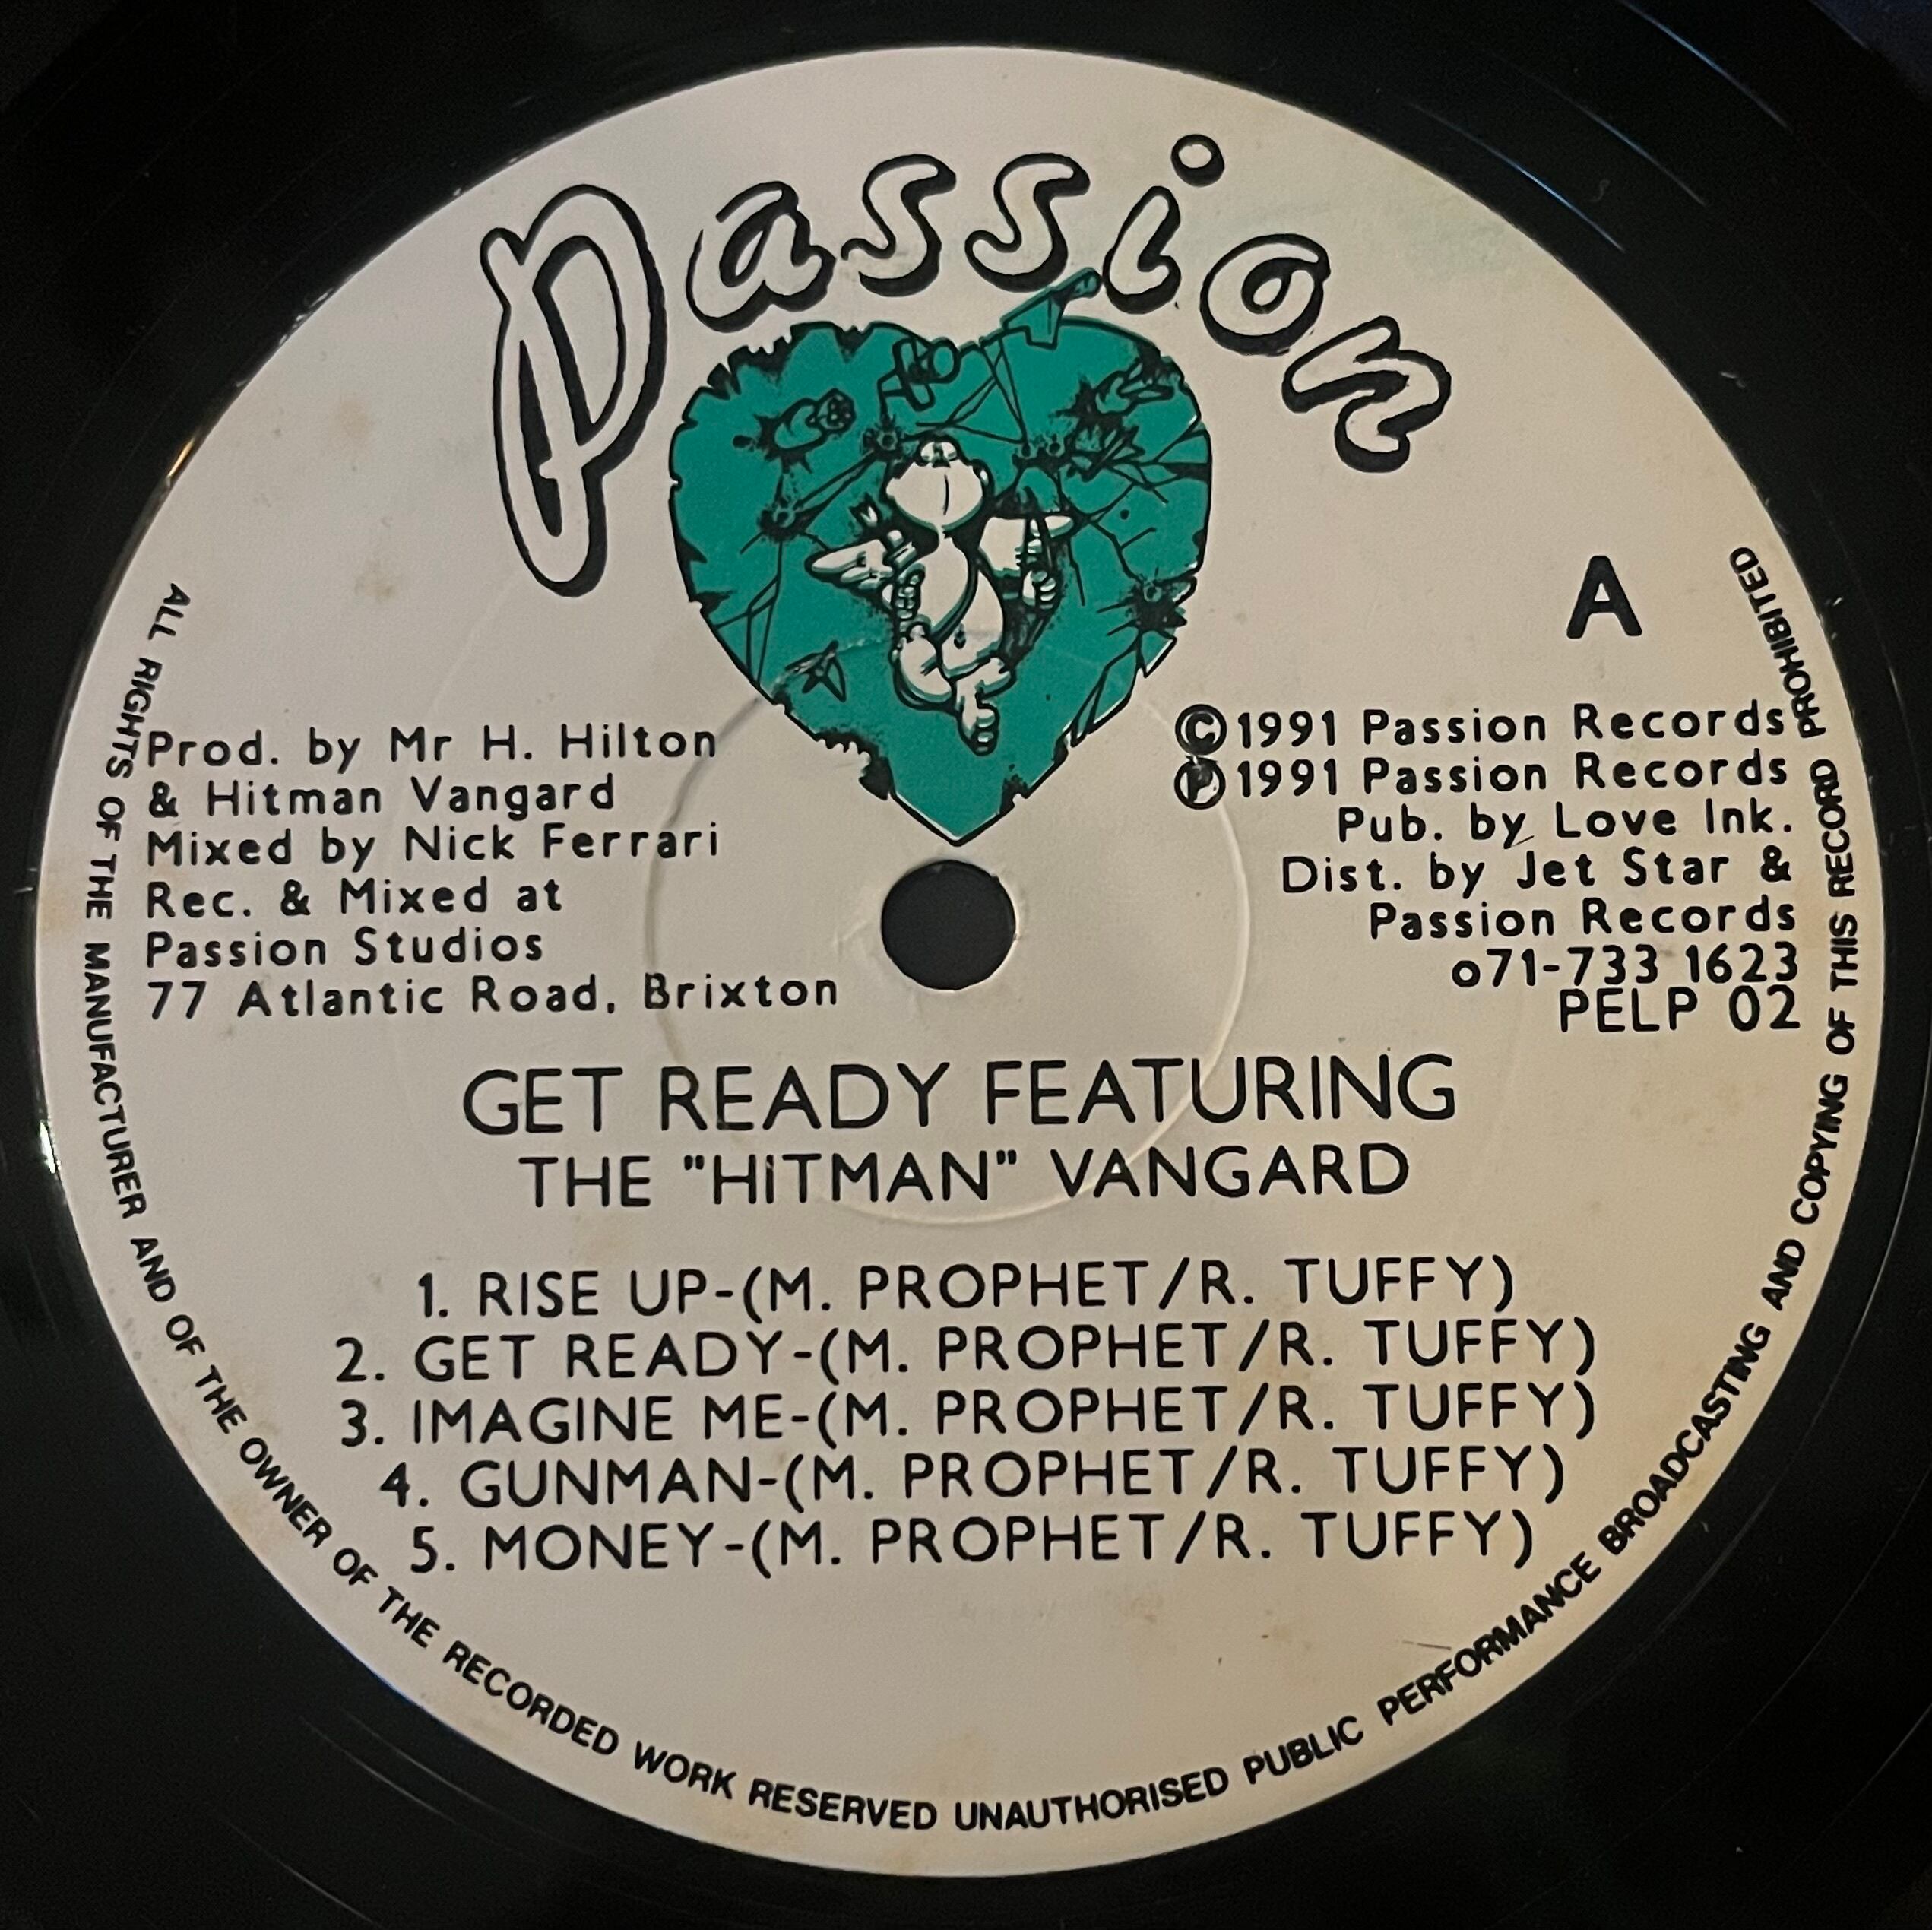 Passion
A
Prod. by Mr H. Hilton
& Hitman Vangard
Mixed by Nick Ferrari
Rec. & Mixed at
Passion Studios
77 Atlantic Road, Brixton
©1991 Passion Records
℗1991 Passion Records
Pub. by Love Ink.
Dist. by Jet Star &
Passion Records
071-733 1623
PELP 02
GET READY FEATURING
THE "HITMAN" VANGARD
1. RISE UP-(M. PROPHET/R. TUFFY)
2. GET READY-(M. PROPHET/R. TUFFY)
3. IMAGINE ME-(M. PROPHET/R. TUFFY)
4. GUNMAN-(M. PROPHET/R. TUFFY)
5. MONEY-(M. PROPHET/R. TUFFY)
ALL RIGHTS OF THE MANUFACTURER AND OF THE OWNER OF THE RECORDED WORK RESERVED UNAUTHORISED PUBLIC PERFORMANCE BROADCASTING AND COPYING OF THIS RECORD PROHIBITED